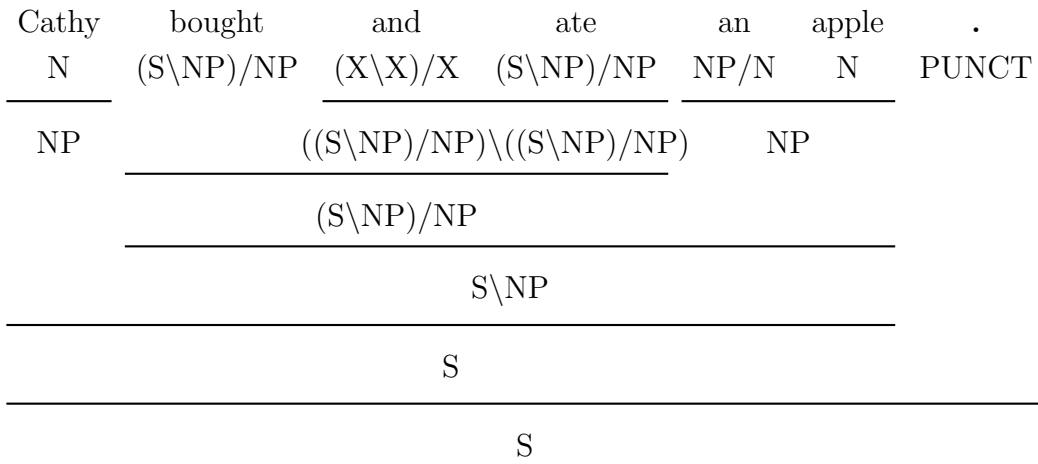 Cathy bought and ate an apple .
N (S\NP)/NP (X\X)/X (S\NP)/NP NP/N N PUNCT
NP ((S\NP)/NP)\((S\NP)/NP) NP
(S\NP)/NP
S\NP
S
S